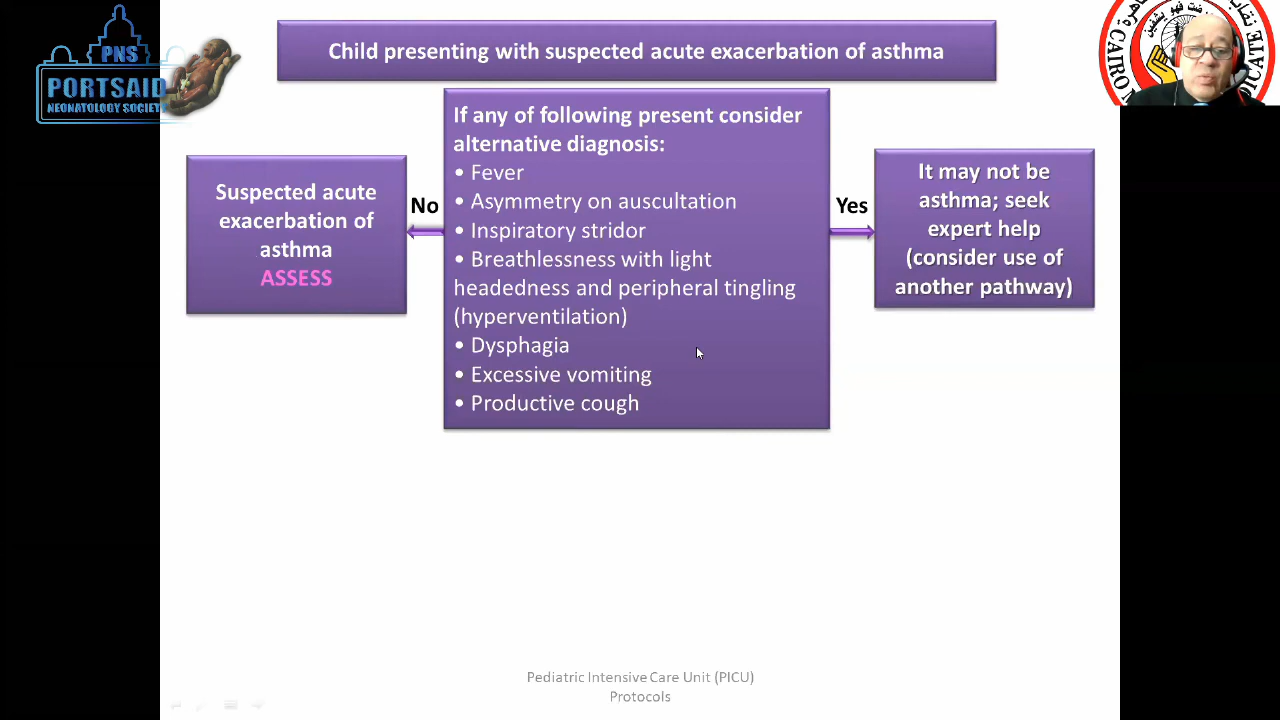 PNS
PORTSAID
NEONATOLOGY SOCIET
Child presenting with suspected acute exacerbation of asthma
If any of following present consider
alternative diagnosis:
• Fever
• Asymmetry on auscultation
• Inspiratory stridor
• Breathlessness with light
headedness and peripheral tingling
(hyperventilation)
• Dysphagia
• Excessive vomiting
• Productive cough
No
Suspected acute
exacerbation of
asthma
ASSESS
Yes
It may not be
asthma; seek
expert help
(consider use of
another pathway)
CAIRO
Pediatric Intensive Care Unit (PICU)
Protocols